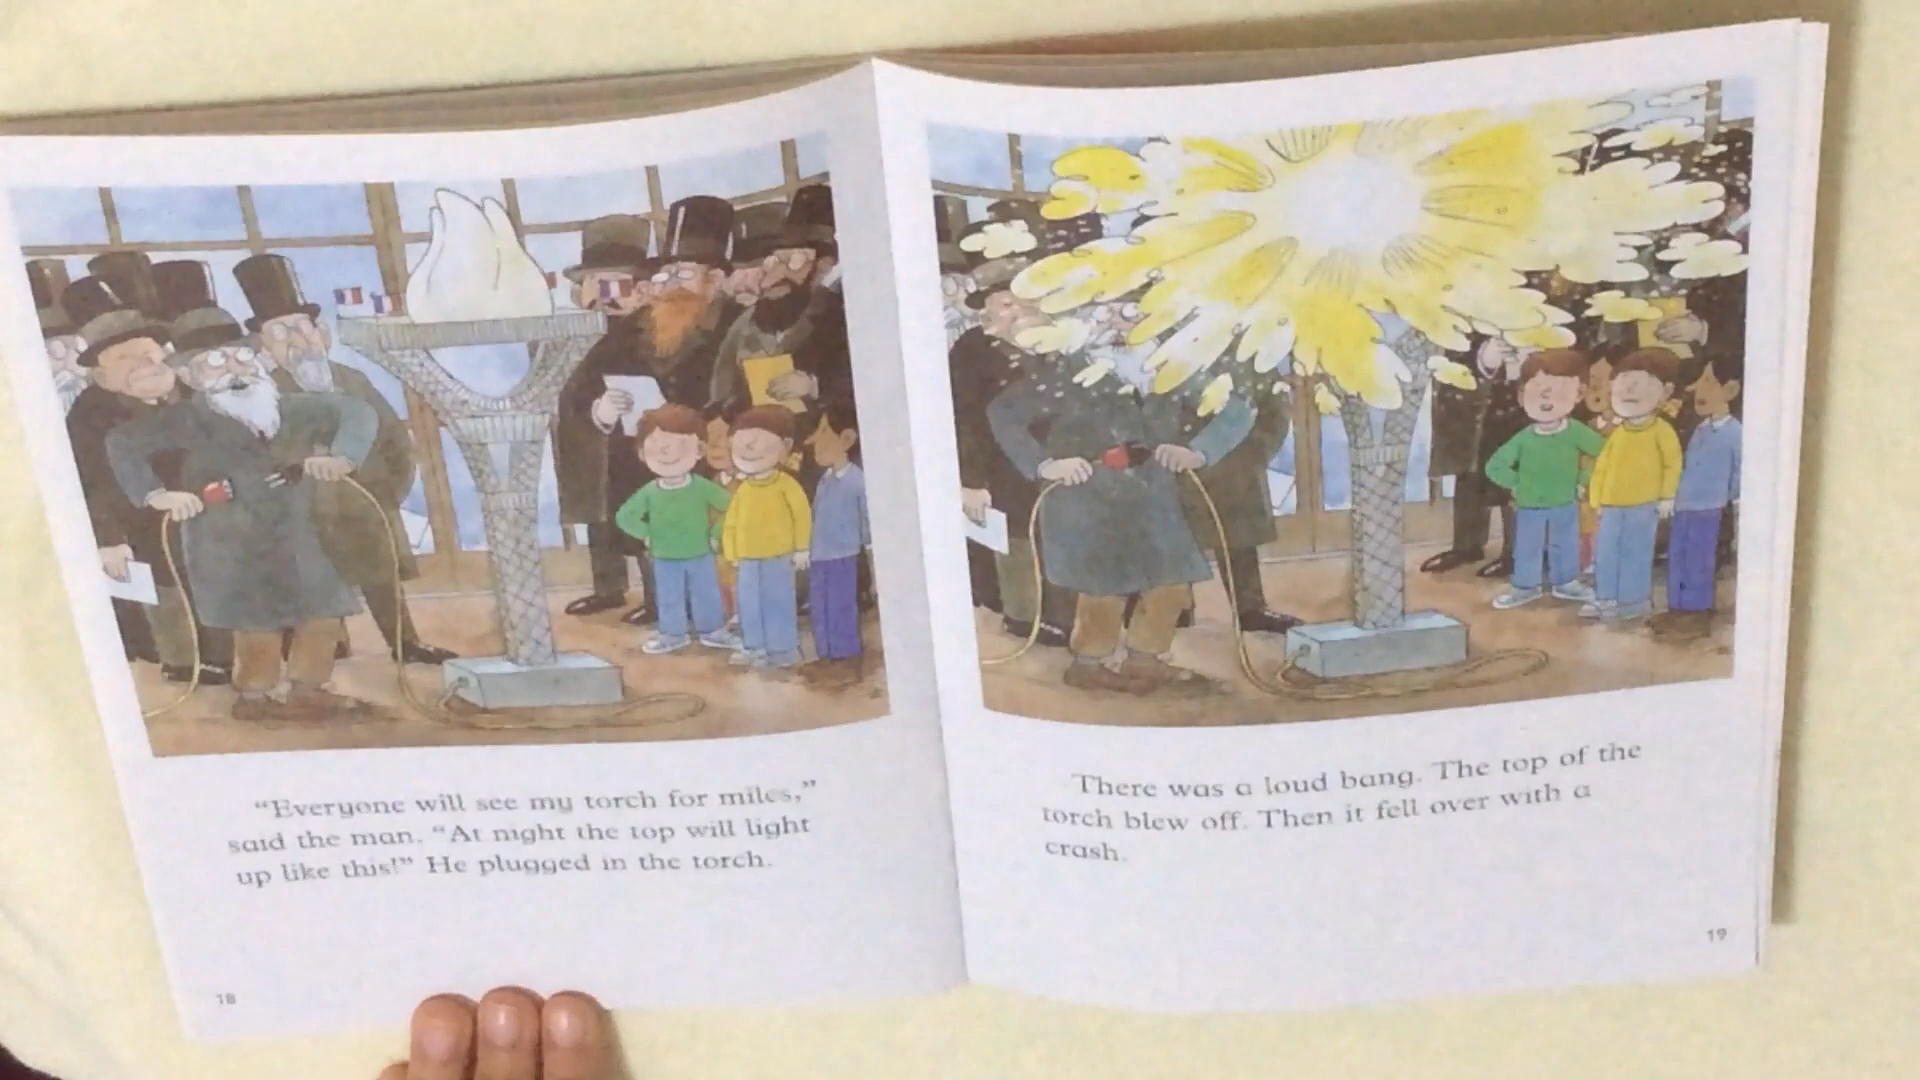 "Everyone will see my torch for miles,"
said the man. "At night the top will light
up like this!" He plugged in the torch.
18
There was a loud bang. The top of the
torch blew off. Then it fell over with a
crash.
19